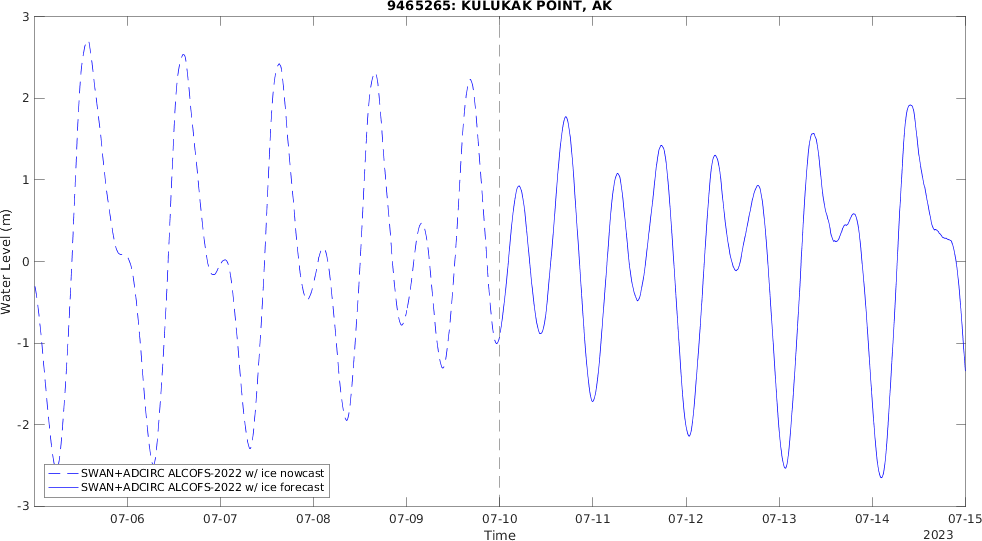 9465265: KULUKAK POINT, AK
3
2
1
0
-1
-2
-3
Water Level (m)
SWAN+ADCIRC ALCOFS-2022 w/ ice nowcast
SWAN+ADCIRC ALCOFS-2022 w/ ice forecast
07-06 07-07 07-08 07-09 07-10 07-11 07-12 07-13 07-14 07-15
Time
2023